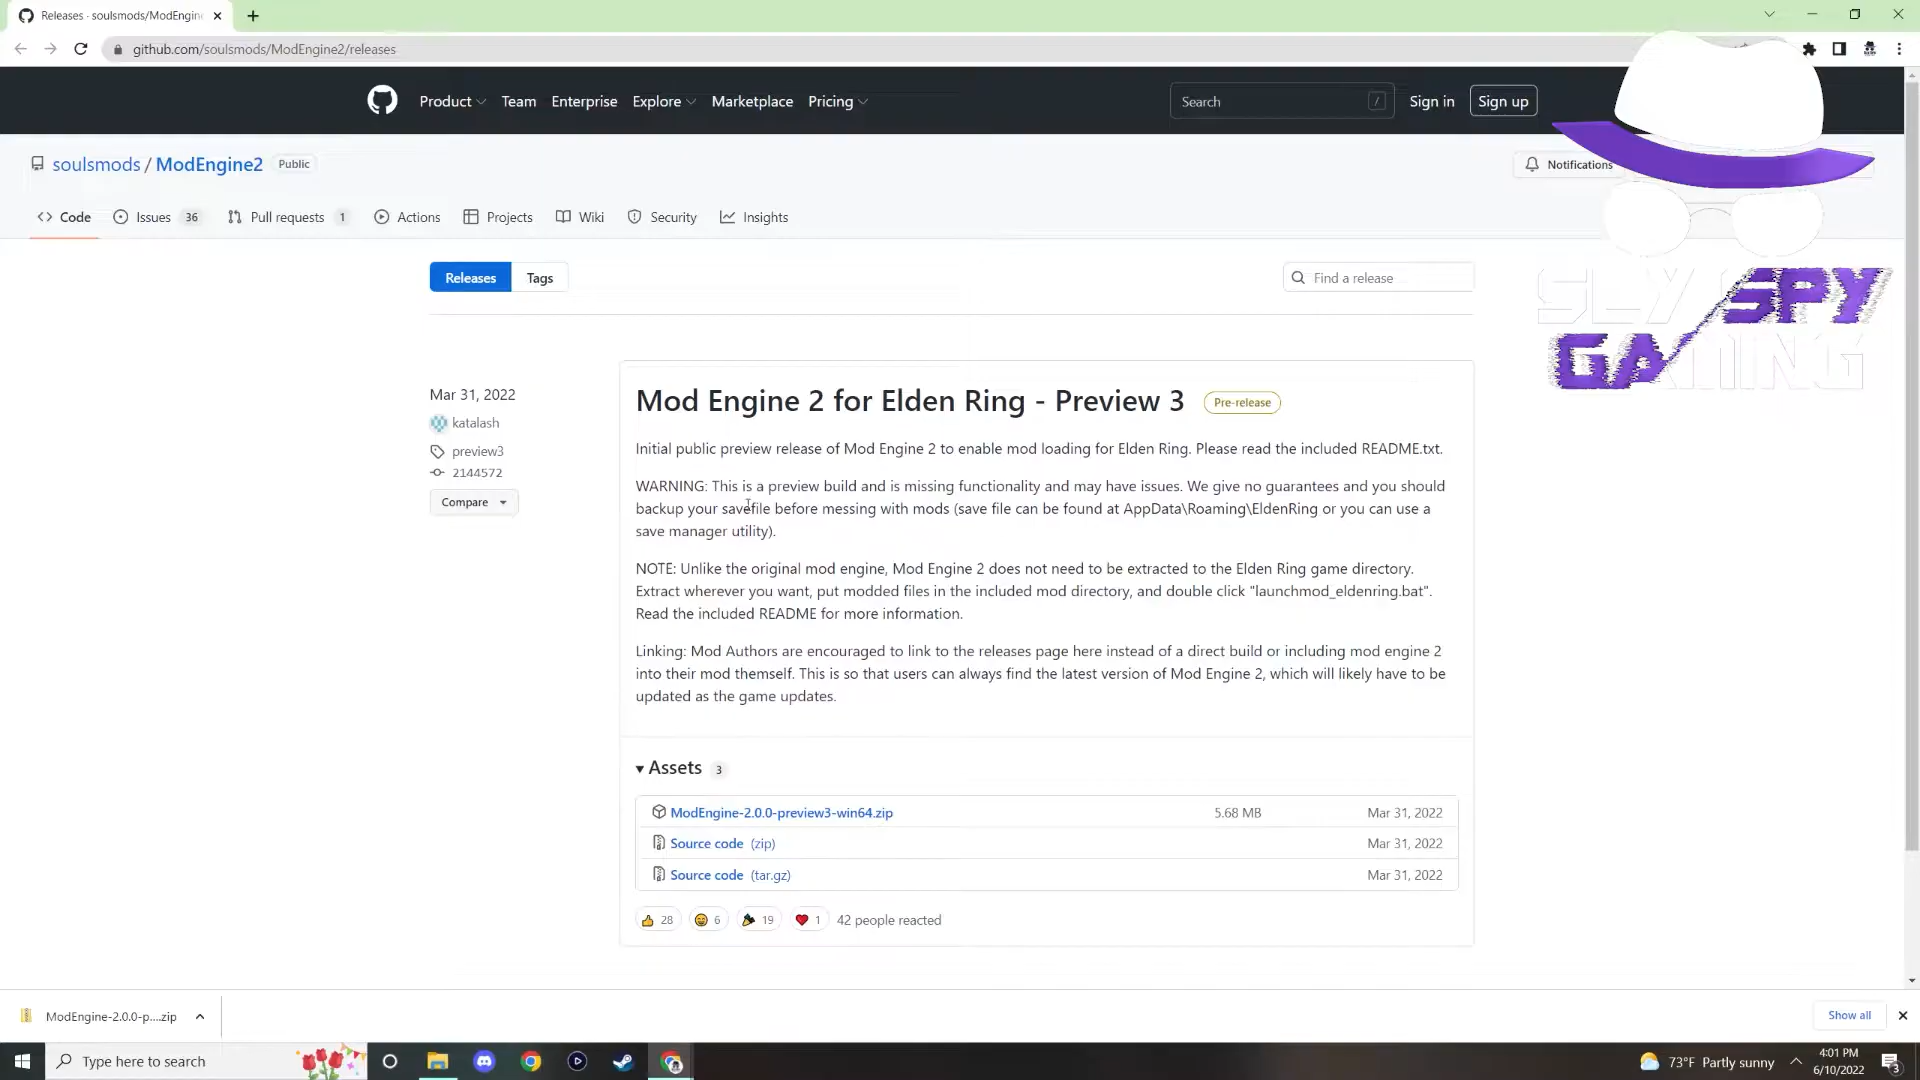 Releases · soulsmods/ModEngin
github.com/soulsmods/ModEngine2/releases
Product Team Enterprise Explore Marketplace Pricing
Search /
Sign in Sign up
soulsmods / ModEngine2 Public
Notifications
Code Issues 36 Pull requests 1 Actions Projects Wiki Security Insights
Releases Tags
Find a release
SLY SPY
GAMING
Mar 31, 2022
katalash
preview3
2144572
Compare
Mod Engine 2 for Elden Ring - Preview 3 Pre-release
Initial public preview release of Mod Engine 2 to enable mod loading for Elden Ring. Please read the included README.txt.
WARNING: This is a preview build and is missing functionality and may have issues. We give no guarantees and you should
backup your savefile before messing with mods (save file can be found at AppData\Roaming\EldenRing or you can use a
save manager utility).
NOTE: Unlike the original mod engine, Mod Engine 2 does not need to be extracted to the Elden Ring game directory.
Extract wherever you want, put modded files in the included mod directory, and double click "launchmod_eldenring.bat".
Read the included README for more information.
Linking: Mod Authors are encouraged to link to the releases page here instead of a direct build or including mod engine 2
into their mod themself. This is so that users can always find the latest version of Mod Engine 2, which will likely have to be
updated as the game updates.
Assets 3
ModEngine-2.0.0-preview3-win64.zip 5.68 MB Mar 31, 2022
Source code (zip) Mar 31, 2022
Source code (tar.gz) Mar 31, 2022
28 6 19 1 42 people reacted
ModEngine-2.0.0-p....zip
Show all
Type here to search
73°F Partly sunny
4:01 PM
6/10/2022
3